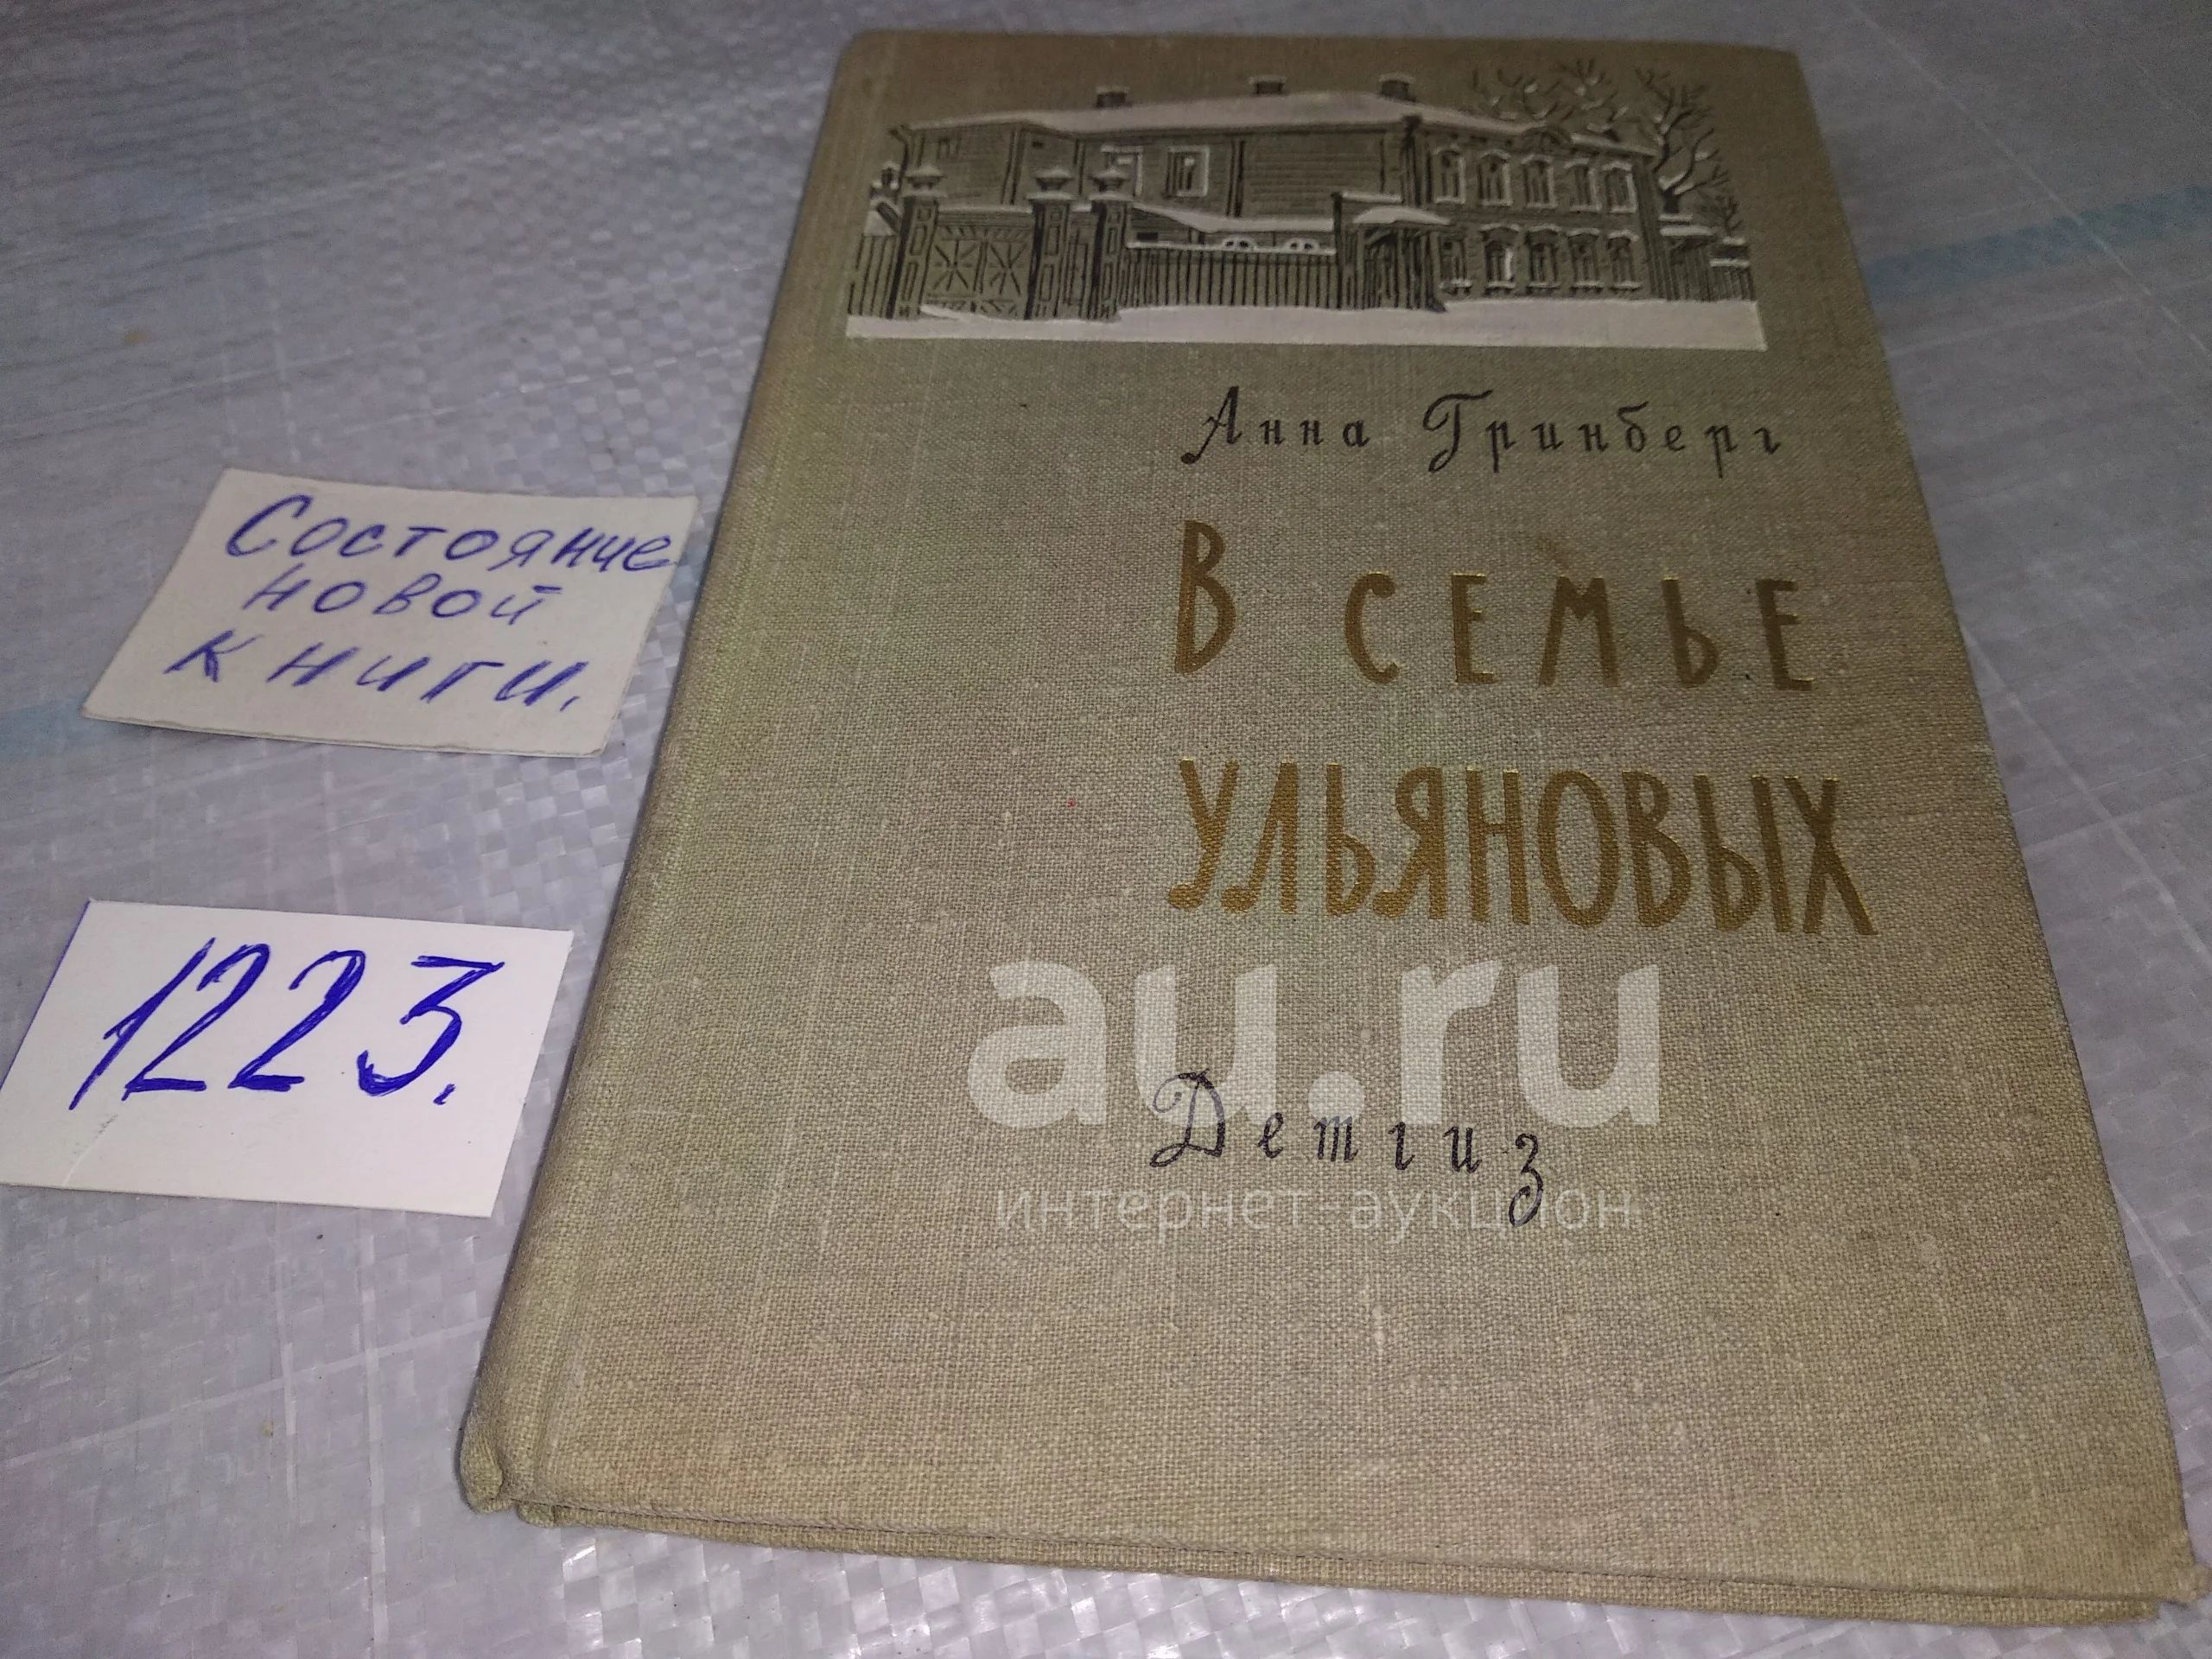 Анна Гринберг
В СЕМЬЕ
УЛЬЯНОВЫХ
Детгиз
Состояние
новой
книги.
1223.
au.ru
интернет-аукцион